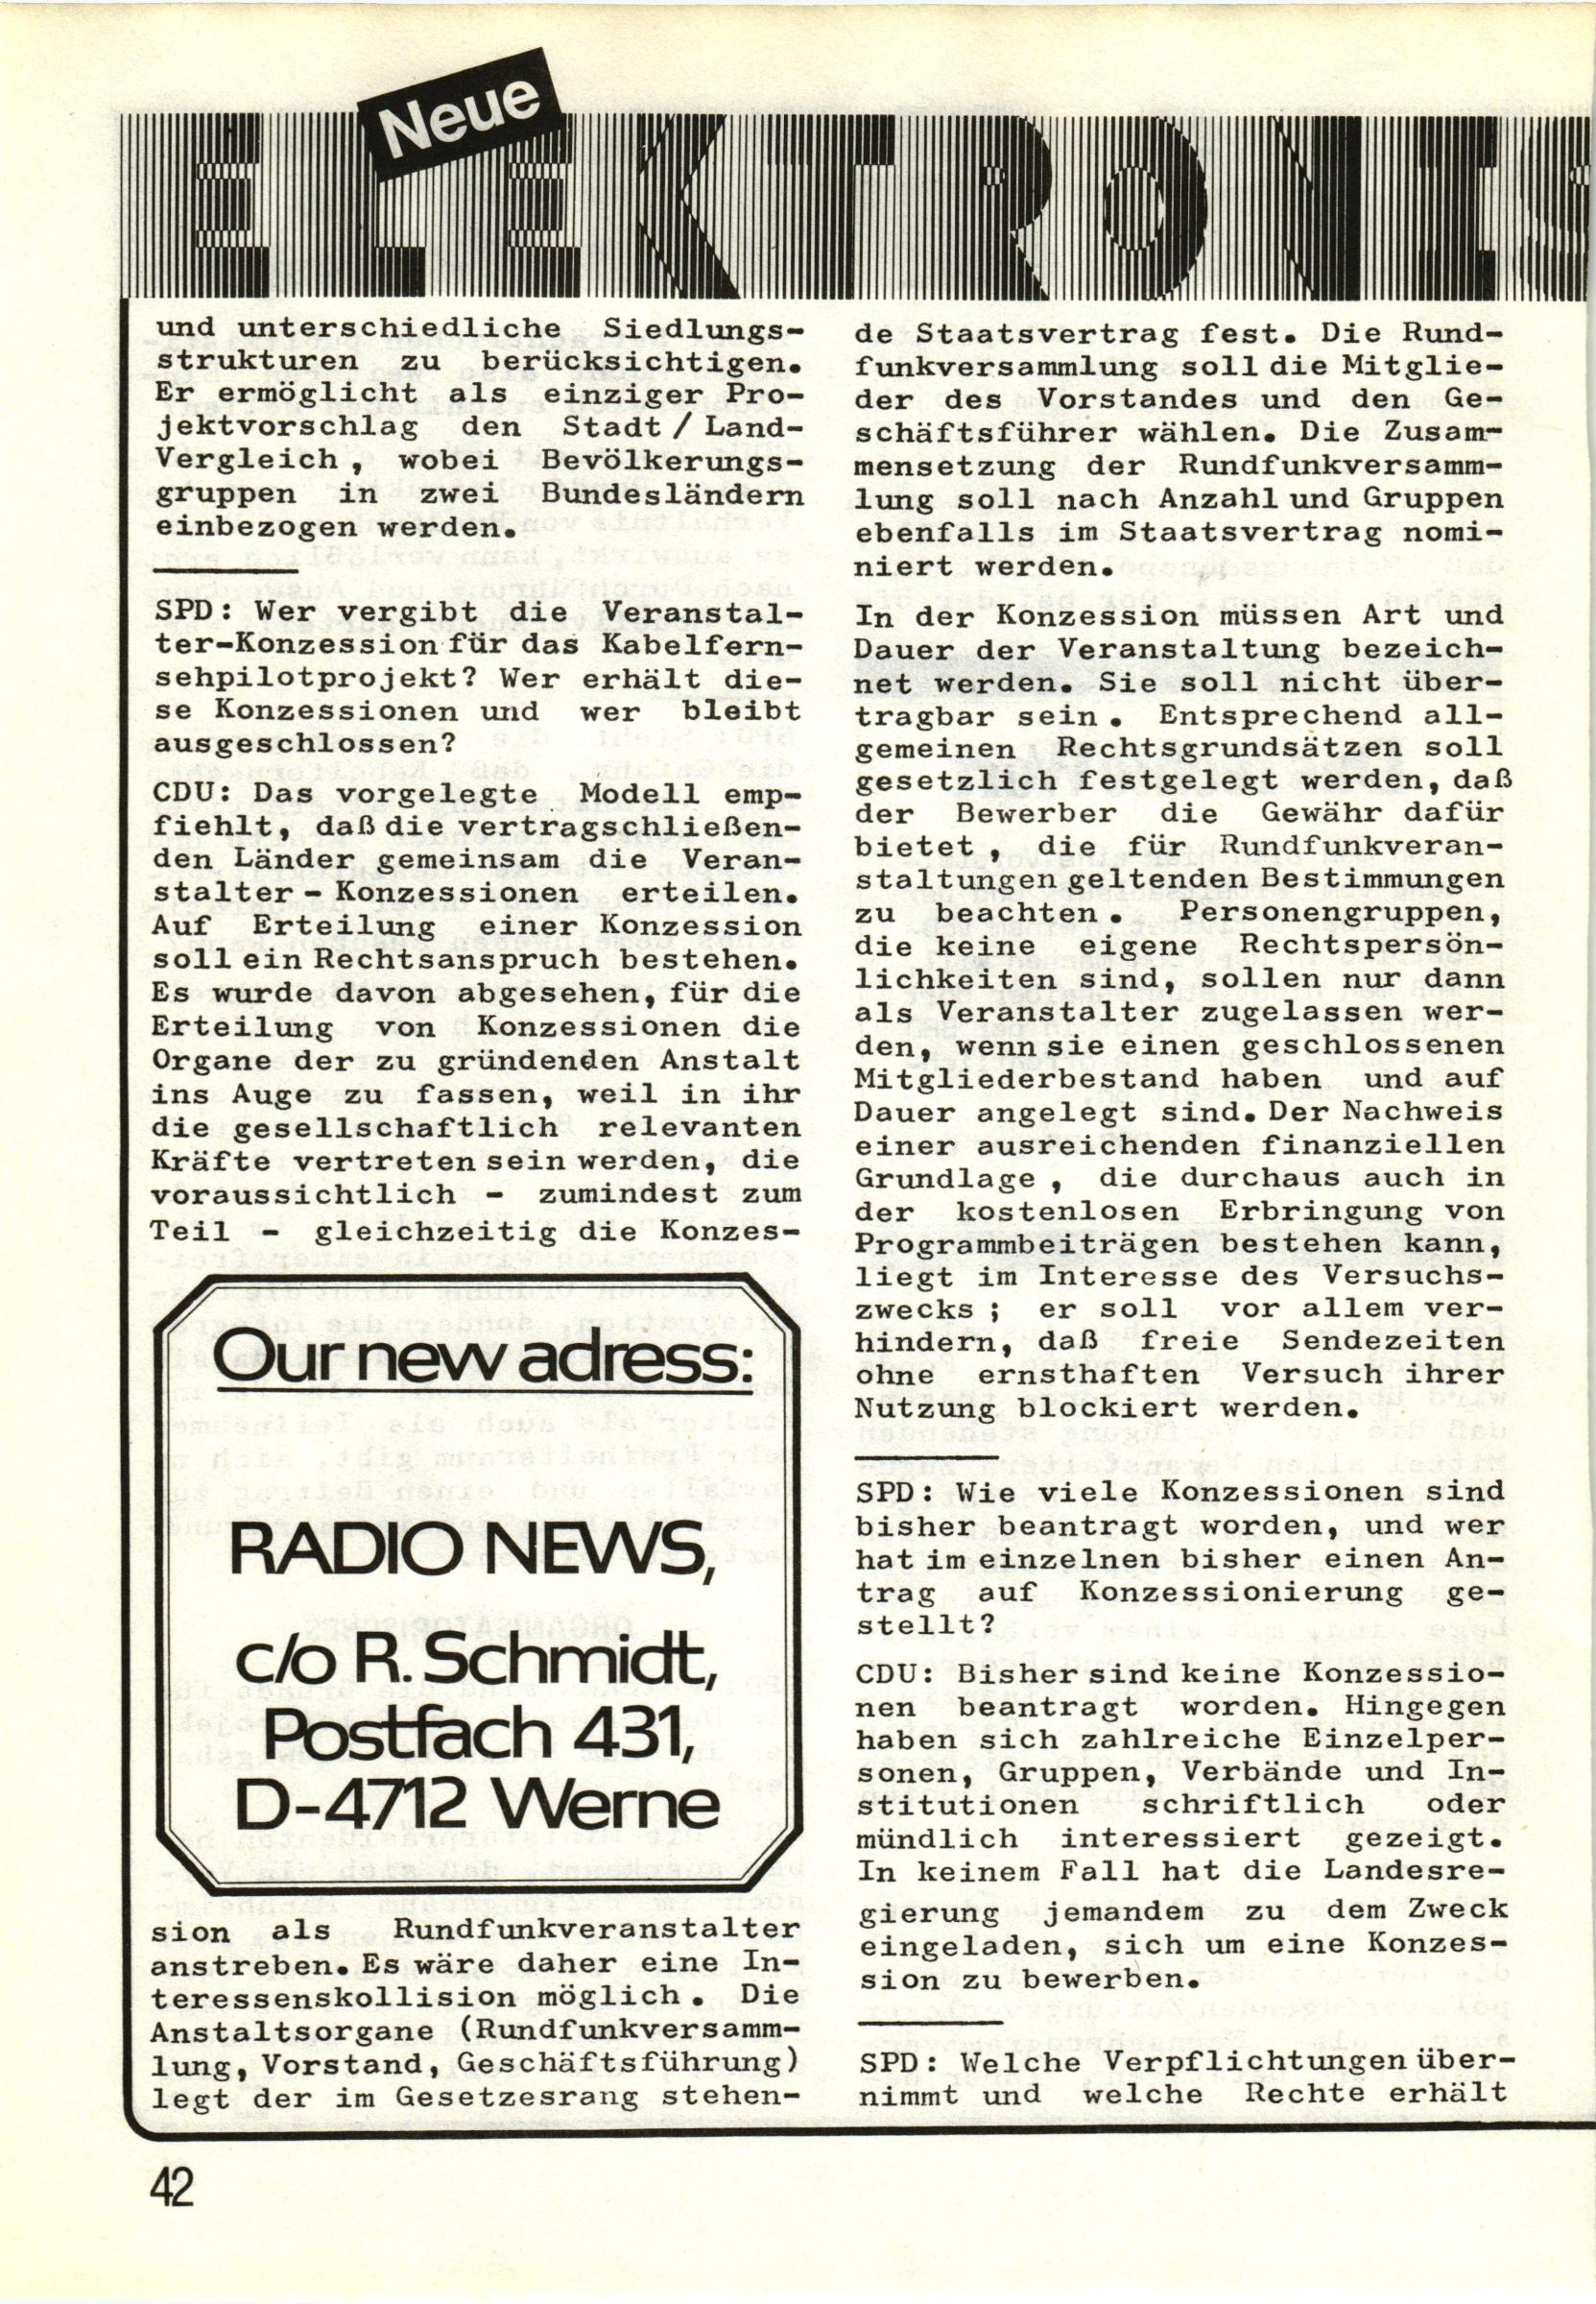 Neue
ELEKTRONIS
und unterschiedliche Siedlungs-
strukturen zu berücksichtigen.
Er ermöglicht als einziger Pro-
jektvorschlag den Stadt / Land-
Vergleich, wobei Bevölkerungs-
gruppen in zwei Bundesländern
einbezogen werden.
SPD: Wer vergibt die Veranstal-
ter-Konzession für das Kabelfern-
sehpilotprojekt? Wer erhält die-
se Konzessionen und wer bleibt
ausgeschlossen?
CDU: Das vorgelegte Modell emp-
fiehlt, daß die vertragschließen-
den Länder gemeinsam die Veran-
stalter - Konzessionen erteilen.
Auf Erteilung einer Konzession
soll ein Rechtsanspruch bestehen.
Es wurde davon abgesehen, für die
Erteilung von Konzessionen die
Organe der zu gründenden Anstalt
ins Auge zu fassen, weil in ihr
die gesellschaftlich relevanten
Kräfte vertreten sein werden, die
voraussichtlich - zumindest zum
Teil - gleichzeitig die Konzes-
Our new adress:
RADIO NEWS,
c/o R. Schmidt,
Postfach 431,
D-4712 Werne
sion als Rundfunkveranstalter
anstreben. Es wäre daher eine In-
teressenskollision möglich. Die
Anstaltsorgane (Rundfunkversamm-
lung, Vorstand, Geschäftsführung)
legt der im Gesetzesrang stehen-
de Staatsvertrag fest. Die Rund-
funkversammlung soll die Mitglie-
der des Vorstandes und den Ge-
schäftsführer wählen. Die Zusam-
mensetzung der Rundfunkversamm-
lung soll nach Anzahl und Gruppen
ebenfalls im Staatsvertrag nomi-
niert werden.
In der Konzession müssen Art und
Dauer der Veranstaltung bezeich-
net werden. Sie soll nicht über-
tragbar sein. Entsprechend all-
gemeinen Rechtsgrundsätzen soll
gesetzlich festgelegt werden, daß
der Bewerber die Gewähr dafür
bietet, die für Rundfunkveran-
staltungen geltenden Bestimmungen
zu beachten. Personengruppen,
die keine eigene Rechtspersön-
lichkeiten sind, sollen nur dann
als Veranstalter zugelassen wer-
den, wenn sie einen geschlossenen
Mitgliederbestand haben und auf
Dauer angelegt sind. Der Nachweis
einer ausreichenden finanziellen
Grundlage, die durchaus auch in
der kostenlosen Erbringung von
Programmbeiträgen bestehen kann,
liegt im Interesse des Versuchs-
zwecks; er soll vor allem ver-
hindern, daß freie Sendezeiten
ohne ernsthaften Versuch ihrer
Nutzung blockiert werden.
SPD: Wie viele Konzessionen sind
bisher beantragt worden, und wer
hat im einzelnen bisher einen An-
trag auf Konzessionierung ge-
stellt?
CDU: Bisher sind keine Konzessio-
nen beantragt worden. Hingegen
haben sich zahlreiche Einzelper-
sonen, Gruppen, Verbände und In-
stitutionen schriftlich oder
mündlich interessiert gezeigt.
In keinem Fall hat die Landesre-
gierung jemandem zu dem Zweck
eingeladen, sich um eine Konzes-
sion zu bewerben.
SPD: Welche Verpflichtungen über-
nimmt und welche Rechte erhält
42